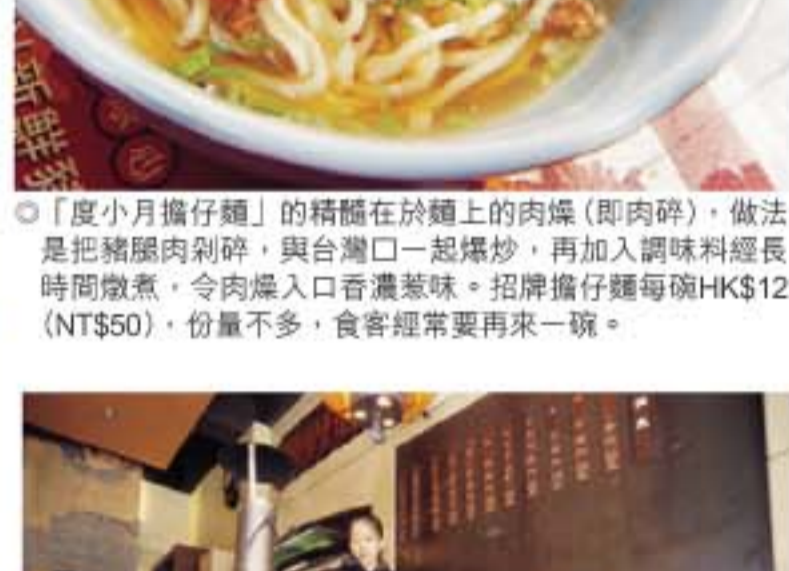 ◎「度小月擔仔麵」的精髓在於麵上的肉燥(即肉碎)，做法
是把豬腿肉剁碎，與台灣口一起爆炒，再加入調味料經長
時間燉煮，令肉燥入口香濃葱味。招牌擔仔麵每碗HK$12
(NT$50)，份量不多，食客經常要再來一碗。